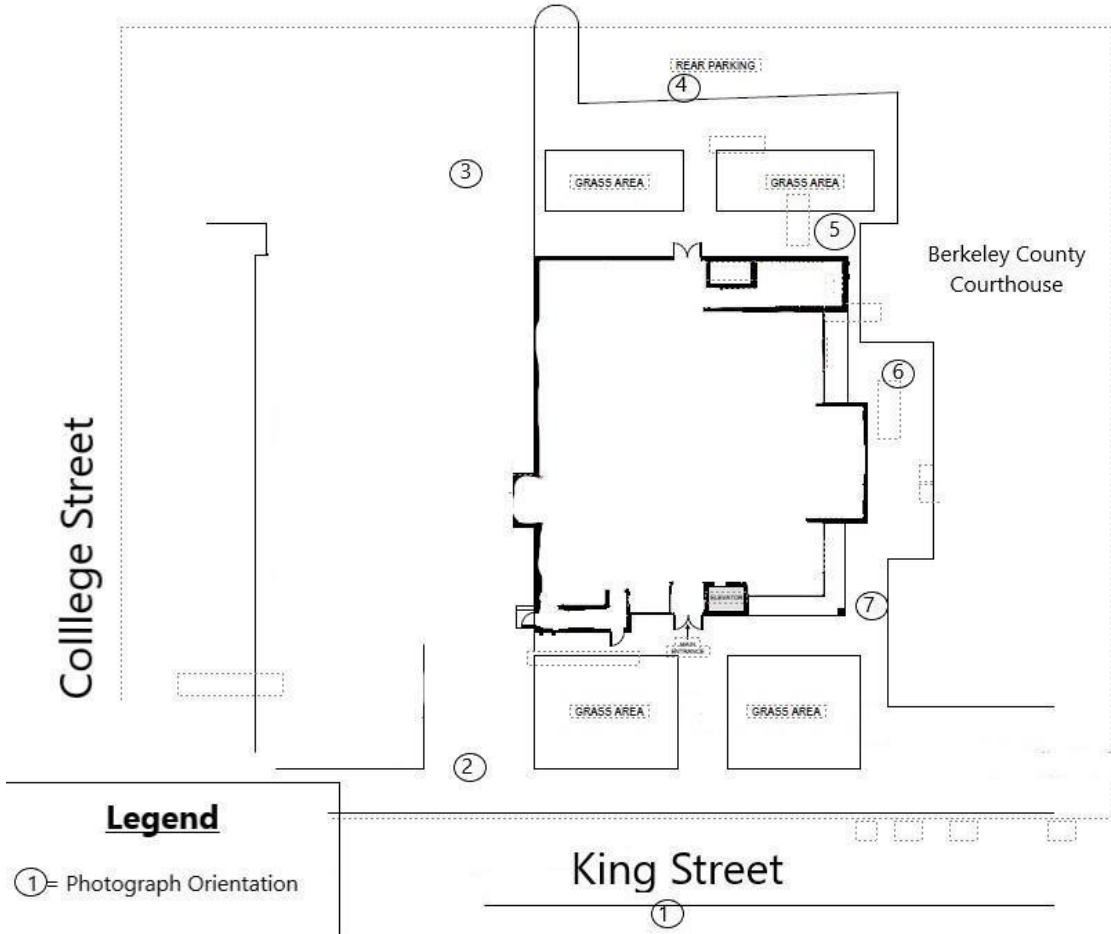 REAR PARKING
4
3
GRASS AREA
GRASS AREA
5
Berkeley County
Courthouse
6
Colllege Street
ELEVATOR
7
MAIN
ENTRANCE
GRASS AREA
GRASS AREA
2
Legend
1 = Photograph Orientation
King Street
1